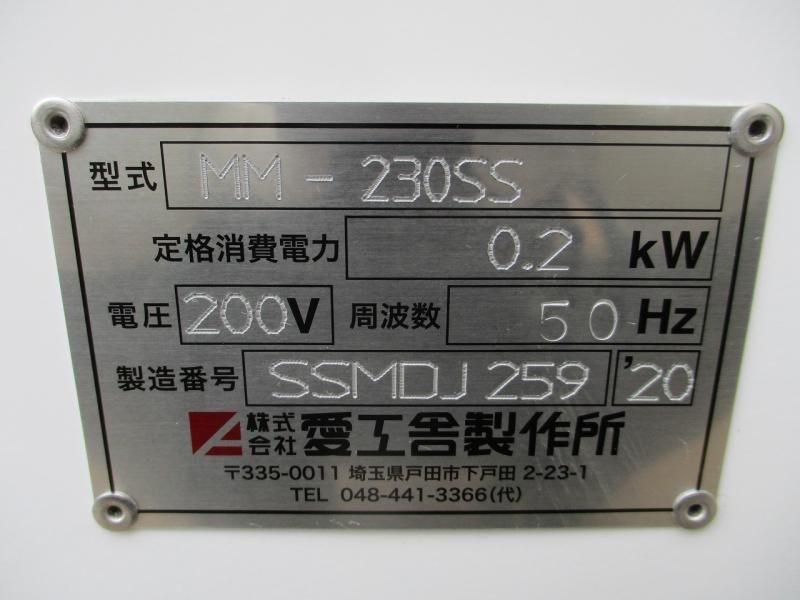 型式 MM-230SS
定格消費電力 0.2 kW
電圧 200V 周波数 50 Hz
製造番号 SSMDJ 259 '20
株式会社 愛工舎製作所
〒335-0011 埼玉県戸田市下戸田 2-23-1
TEL 048-441-3366(代)